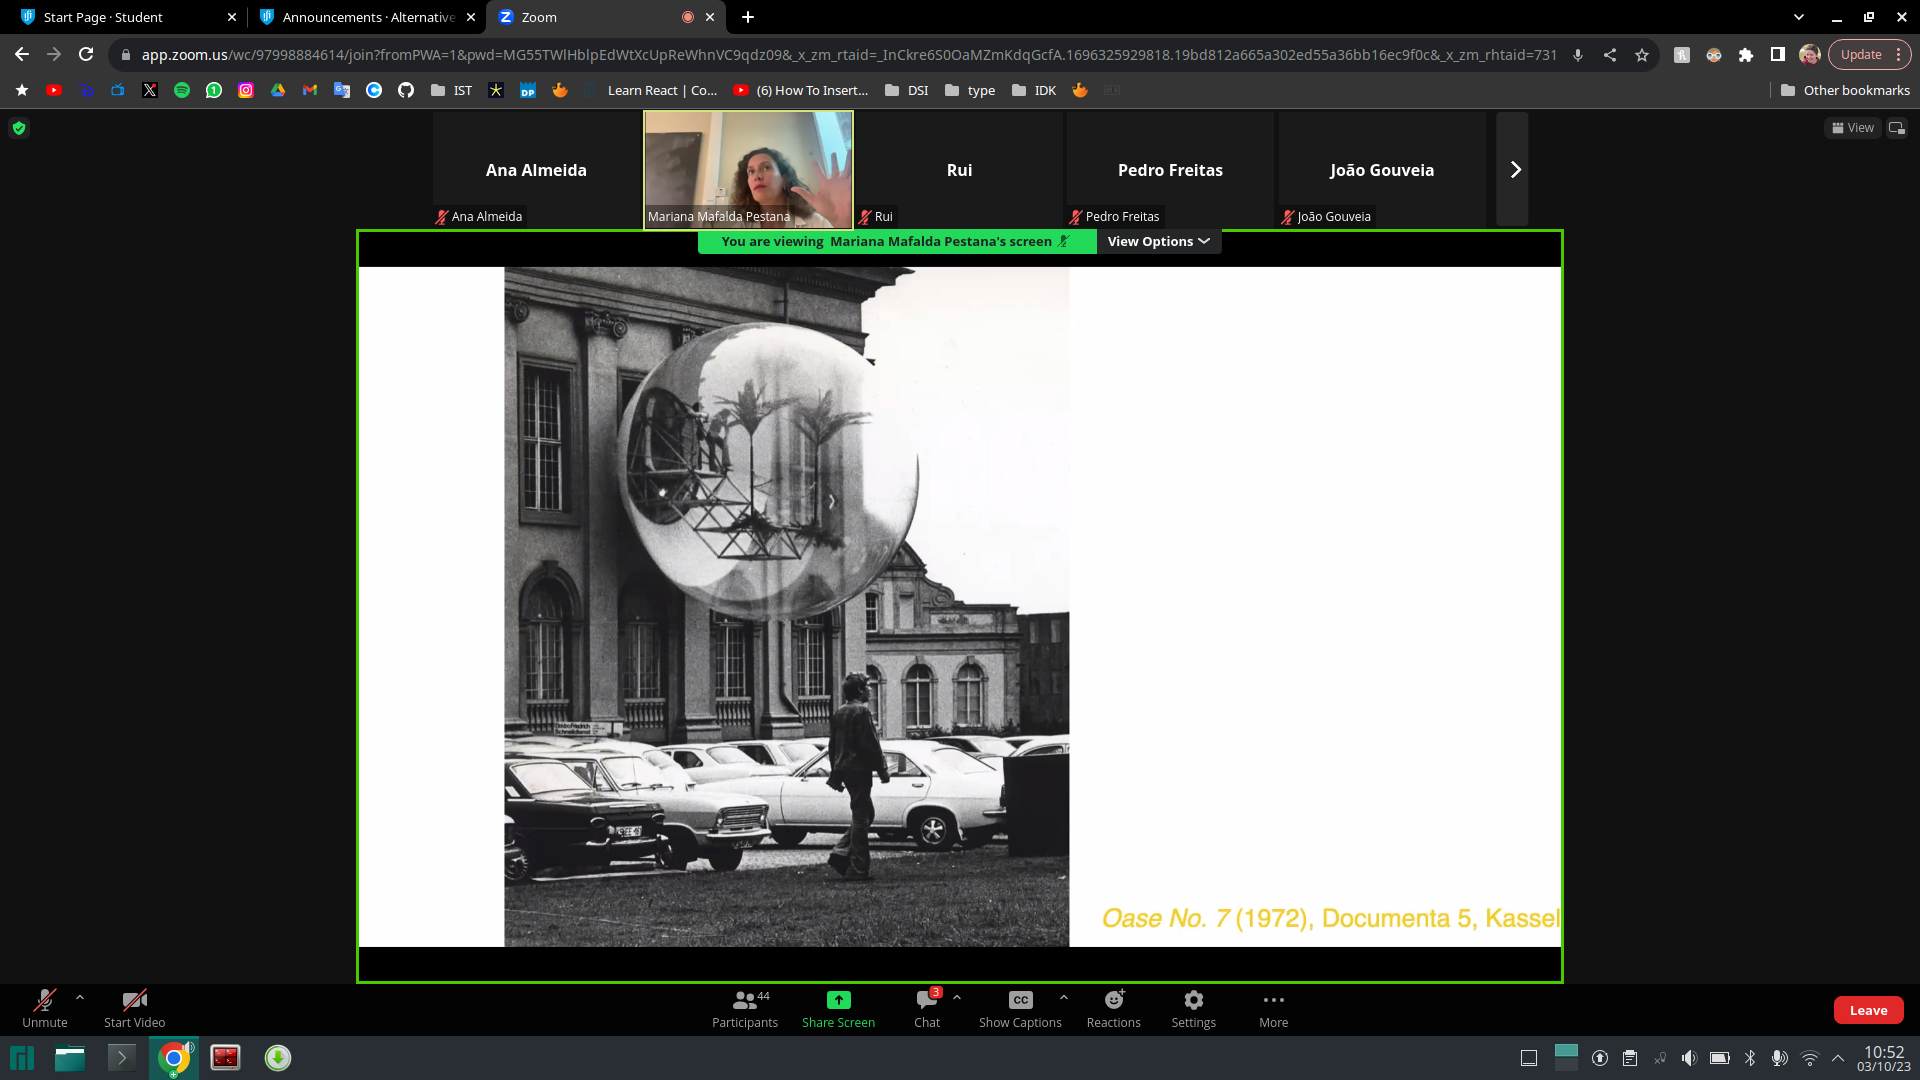 Start Page · Student
Announcements · Alternative
Zoom
app.zoom.us/wc/97998884614/join?fromPWA=1&pwd=MG55TWlHblpEdWtXcUpReWhnVC9qdz09&_x_zm_rtaid=_InCkre6S0OaMZmKdqGcfA.1696325929818.19bd812a665a302ed55a36bb16ec9f0c&_x_zm_rhtaid=731
Update
IST
DP
Learn React | Co...
(6) How To Insert...
DSI
type
IDK
Other bookmarks
View
Ana Almeida
Rui
Pedro Freitas
João Gouveia
Ana Almeida
Mariana Mafalda Pestana
Rui
Pedro Freitas
João Gouveia
You are viewing Mariana Mafalda Pestana's screen
View Options
Oase No. 7 (1972), Documenta 5, Kassel
Unmute
Start Video
44
Participants
Share Screen
3
Chat
CC
Show Captions
Reactions
Settings
More
Leave
10:52
03/10/23